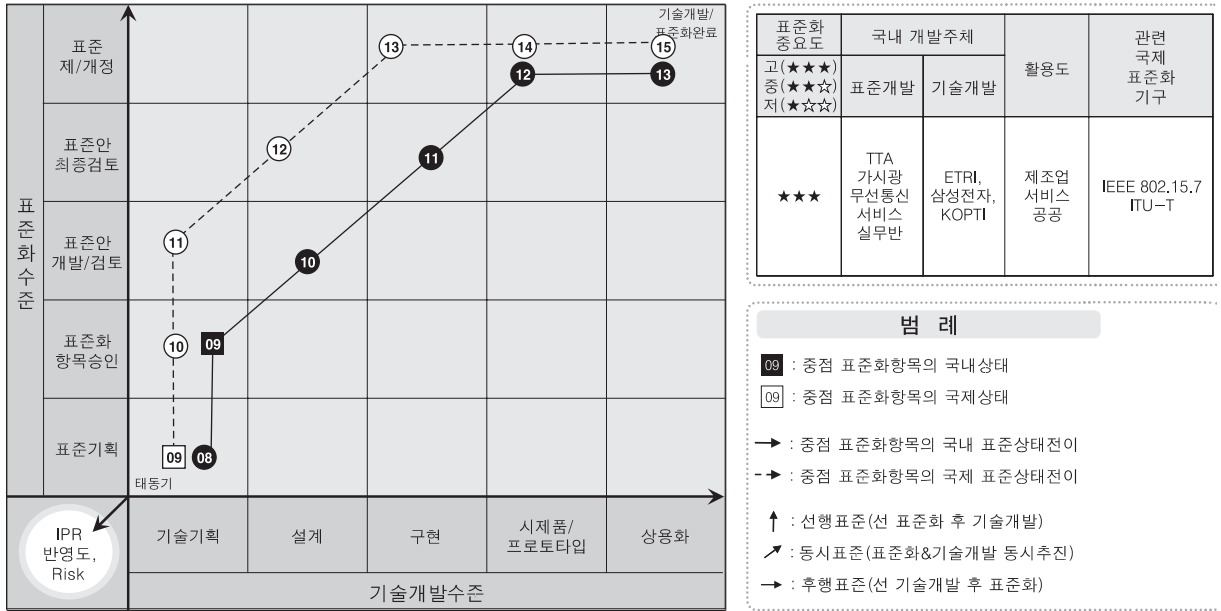 기술개발/
표준화완료
표준
제/개정
13
14
15
12
13
표준안
최종검토
12
11
표준화수준
표준안
개발/검토
11
10
표준화
항목승인
10
09
표준기획
09
08
태동기
IPR
반영도,
Risk
기술기획
설계
구현
시제품/
프로토타입
상용화
기술개발수준
표준화
중요도
국내 개발주체
활용도
관련
국제
표준화
기구
고(★★★)
중(★★☆)
저(★☆☆)
표준개발
기술개발
★★★
TTA
가시광
무선통신
서비스
실무반
ETRI,
삼성전자,
KOPTI
제조업
서비스
공공
IEEE 802.15.7
ITU-T
범 례
09 : 중점 표준화항목의 국내상태
09 : 중점 표준화항목의 국제상태
: 중점 표준화항목의 국내 표준상태전이
: 중점 표준화항목의 국제 표준상태전이
: 선행표준(선 표준화 후 기술개발)
: 동시표준(표준화&기술개발 동시추진)
: 후행표준(선 기술개발 후 표준화)